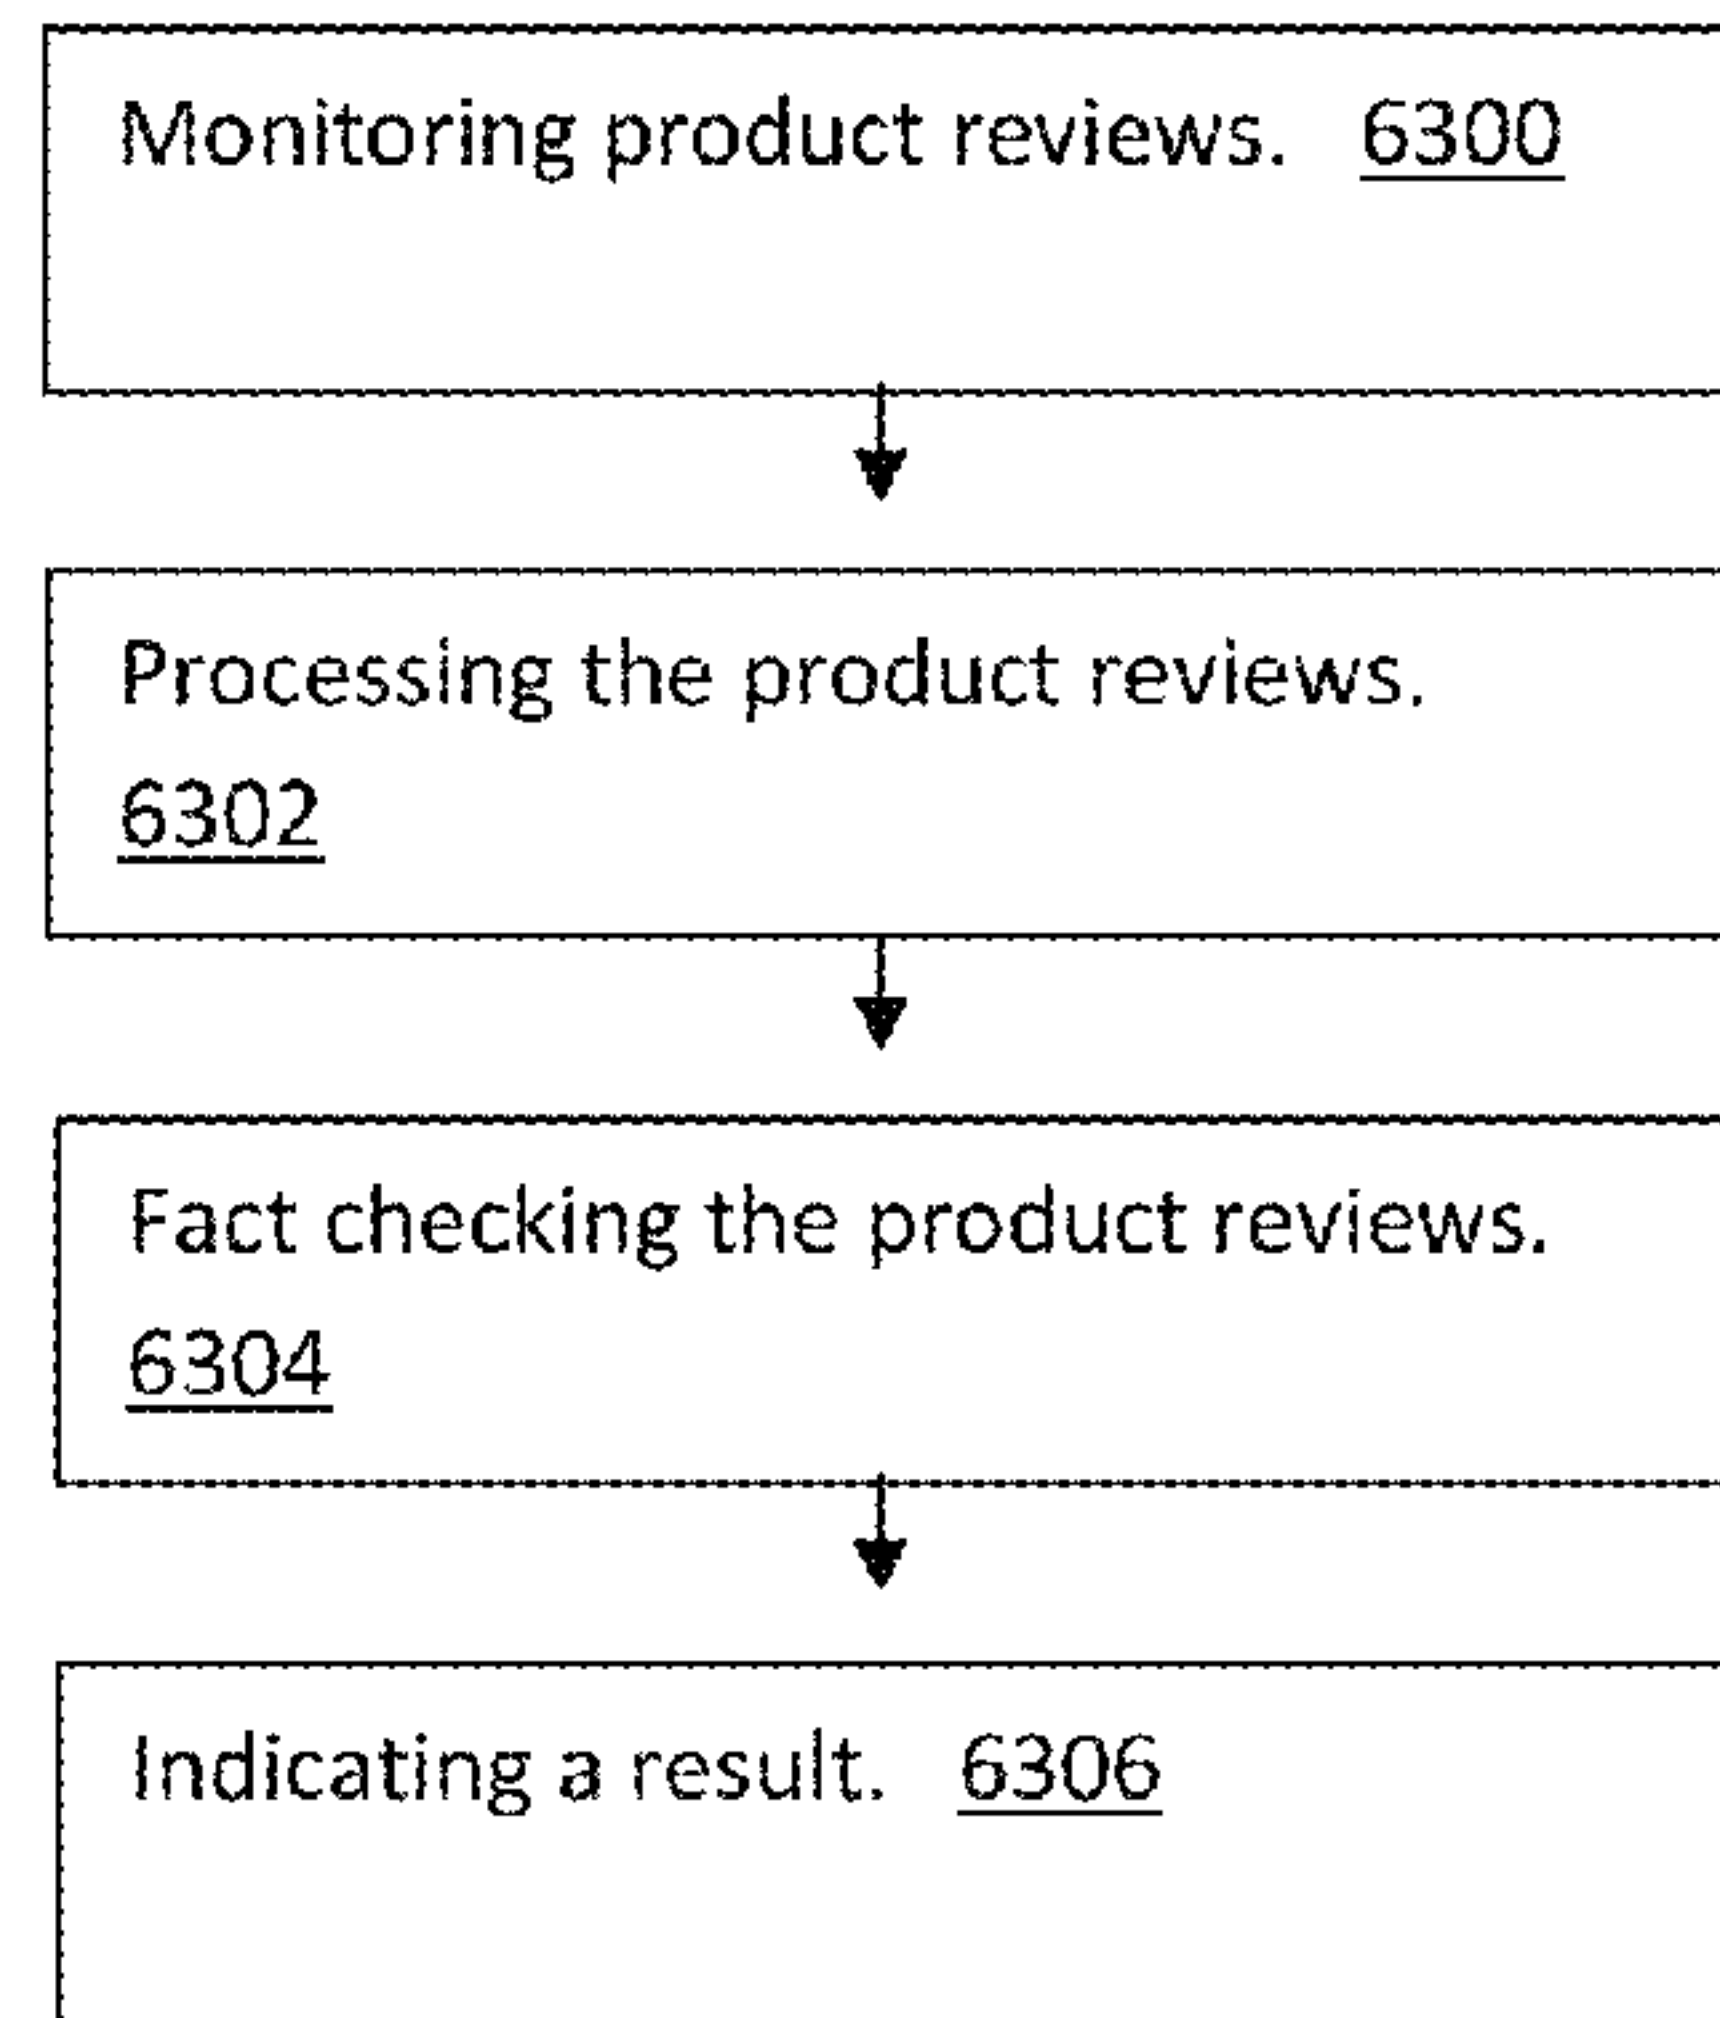 Monitoring product reviews. 6300
Processing the product reviews.
6302
Fact checking the product reviews.
6304
Indicating a result. 6306